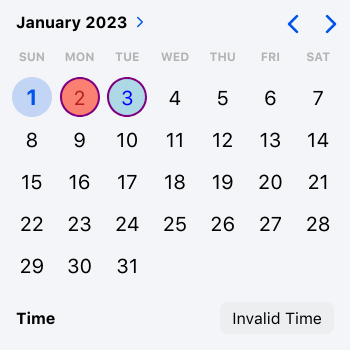 January 2023
SUN MON TUE WED THU FRI SAT
1 2 3 4 5 6 7
8 9 10 11 12 13 14
15 16 17 18 19 20 21
22 23 24 25 26 27 28
29 30 31
Time Invalid Time